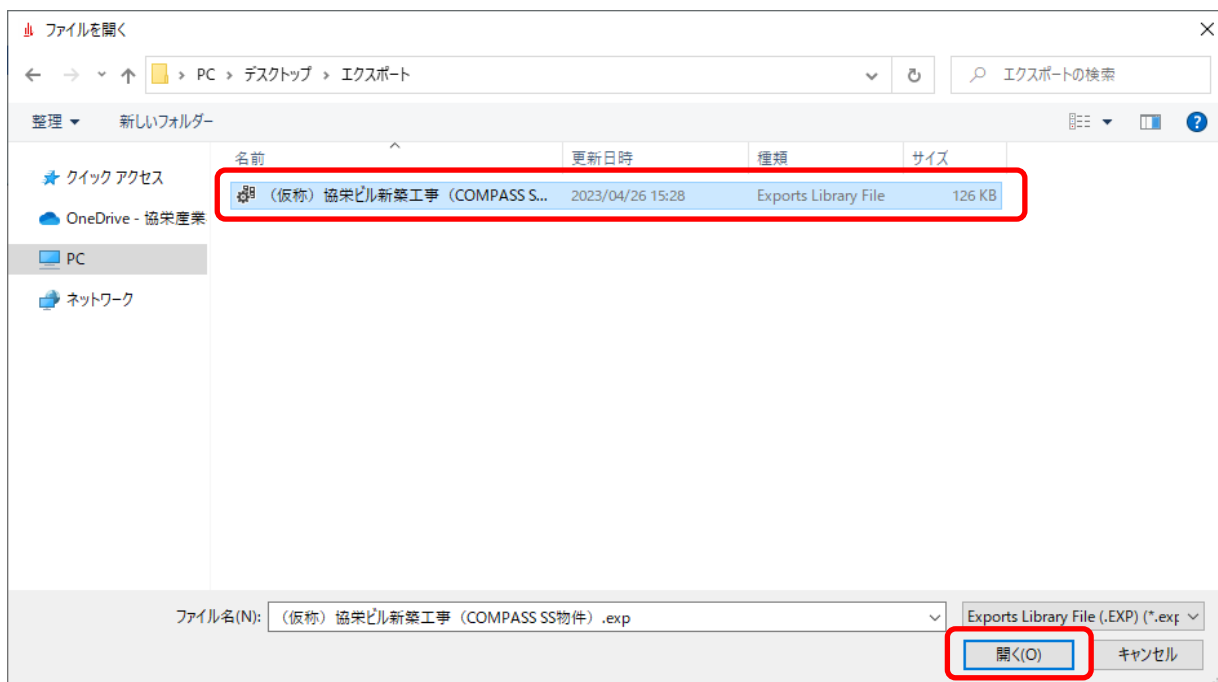 ファイルを開く
PC › デスクトップ › エクスポート
エクスポートの検索
整理
新しいフォルダー
名前 更新日時 種類 サイズ
クイック アクセス
（仮称）協栄ビル新築工事（COMPASS S... 2023/04/26 15:28 Exports Library File 126 KB
OneDrive - 協栄産業
PC
ネットワーク
ファイル名(N): （仮称）協栄ビル新築工事（COMPASS SS物件）.exp Exports Library File (.EXP) (*.exp
開く(O) キャンセル